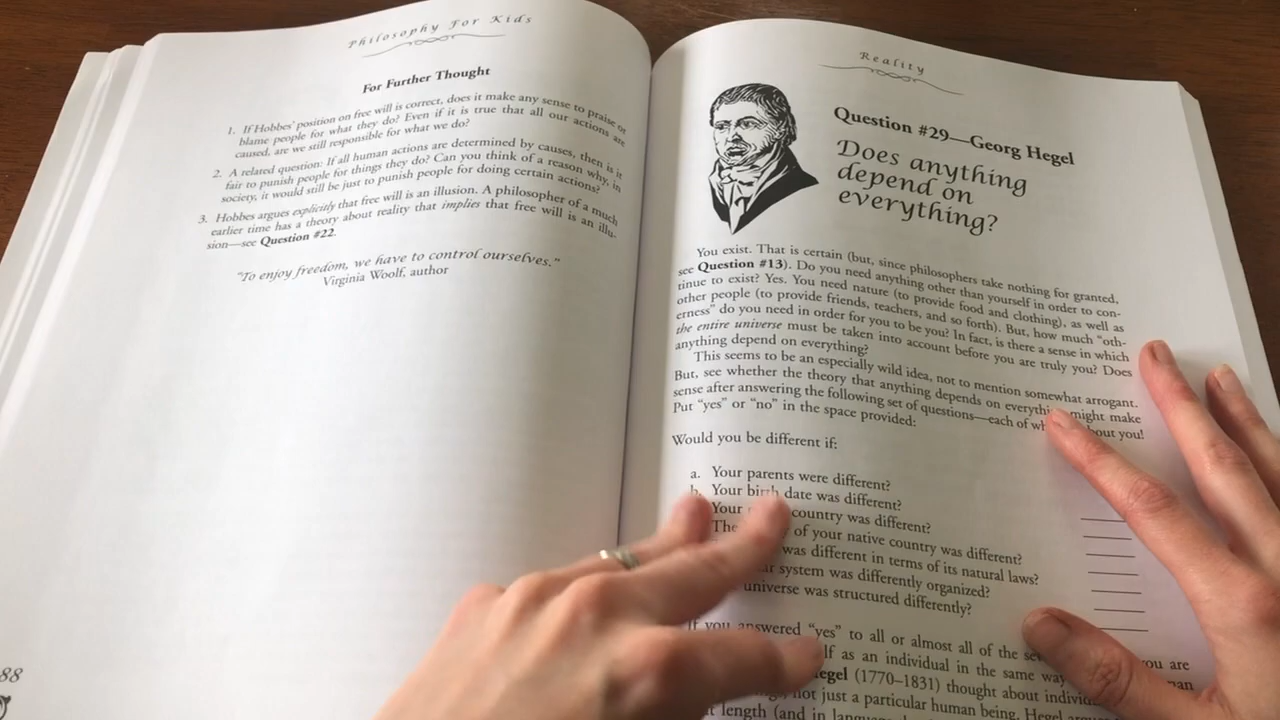 Philosophy For Kids
For Further Thought
1. If Hobbes' position on free will is correct, does it make any sense to praise or
blame people for what they do? Even if it is true that all our actions are
caused, are we still responsible for what we do?
2. A related question: If all human actions are determined by causes, then is it
fair to punish people for things they do? Can you think of a reason why, in
society, it would still be just to punish people for doing certain actions?
3. Hobbes argues explicitly that free will is an illusion. A philosopher of a much
earlier time has a theory about reality that implies that free will is an illu-
sion—see Question #22.
"To enjoy freedom, we have to control ourselves."
Virginia Woolf, author
88
Reality
Question #29—Georg Hegel
Does anything
depend on
everything?
You exist. That is certain (but, since philosophers take nothing for granted,
see Question #13). Do you need anything other than yourself in order to con-
tinue to exist? Yes. You need nature (to provide food and clothing), as well as
other people (to provide friends, teachers, and so forth). But, how much "oth-
erness" do you need in order for you to be you? In fact, is there a sense in which
the entire universe must be taken into account before you are truly you? Does
anything depend on everything?
This seems to be an especially wild idea, not to mention somewhat arrogant.
But, see whether the theory that anything depends on everything might make
sense after answering the following set of questions—each of about you!
Put "yes" or "no" in the space provided:
Would you be different if:
a. Your parents were different?
b. Your birth date was different?
Your country was different?
of your native country was different?
was different in terms of its natural laws?
system was differently organized?
universe was structured differently?
If you answered "yes" to all or almost all of the you are
as an individual in the same way
Hegel (1770–1831) thought about
not just a particular human being, Hegel
length (and in